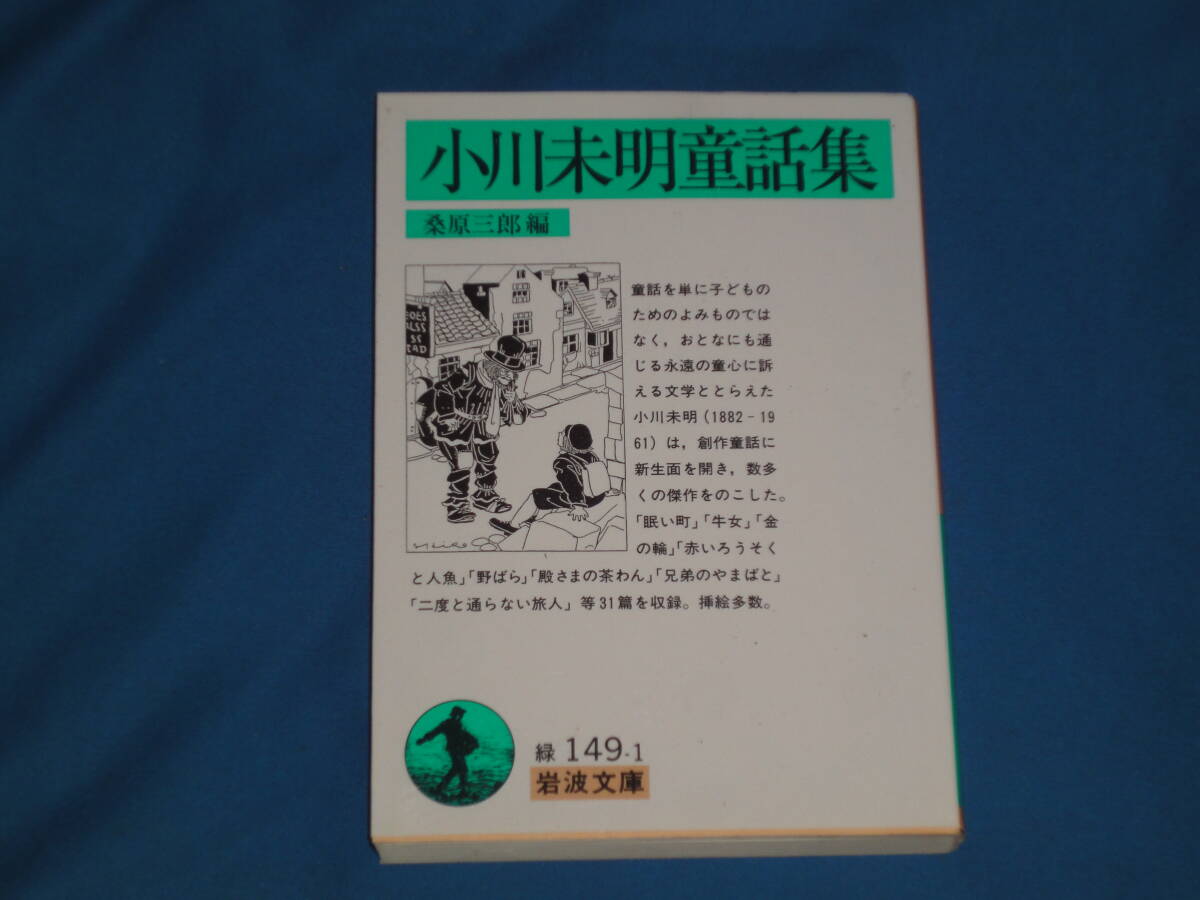 小川未明童話集
桑原三郎編
童話を単に子どもの
ためのよみものでは
なく，おとなにも通
じる永遠の童心に訴
える文学ととらえた
小川未明（1882－19
61）は，創作童話に
新生面を開き，数多
くの傑作をのこした。
「眠い町」「牛女」「金
の輪」「赤いろうそく
と人魚」「野ばら」「殿さまの茶わん」「兄弟のやまばと」
「二度と通らない旅人」等31篇を収録。挿絵多数。
緑 149-1
岩波文庫